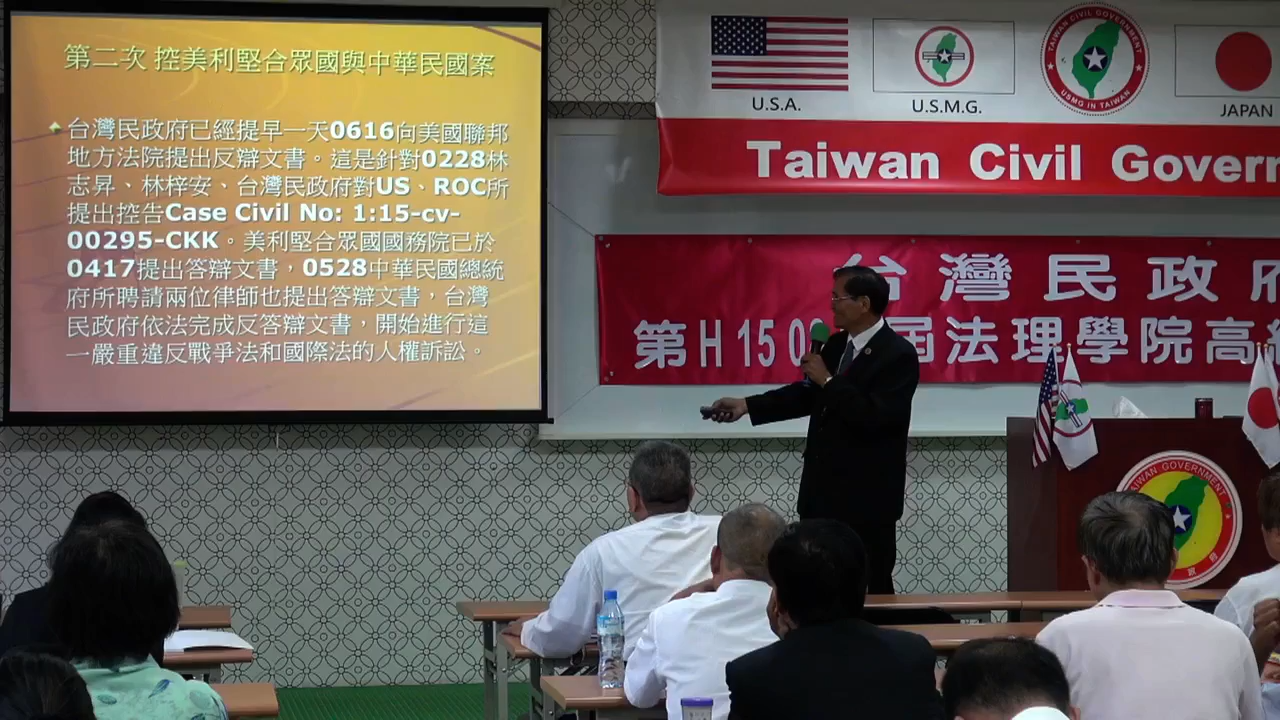 第二次 控美利堅合眾國與中華民國案
台灣民政府已經提早一天0616向美國聯邦
地方法院提出反辯文書。這是針對0228林
志昇、林梓安、台灣民政府對US、ROC所
提出控告Case Civil No: 1:15-cv-
00295-CKK。美利堅合眾國國務院已於
0417提出答辯文書，0528中華民國總統
府所聘請兩位律師也提出答辯文書，台灣
民政府依法完成反答辯文書，開始進行這
一嚴重違反戰爭法和國際法的人權訴訟。
U.S.A.
U.S.M.G.
TAIWAN CIVIL GOVERNMENT
USMG IN TAIWAN
JAPAN
Taiwan Civil Govern
台灣民政府
第H 15 0
屆法理學院高
TAIWAN GOVERNMENT